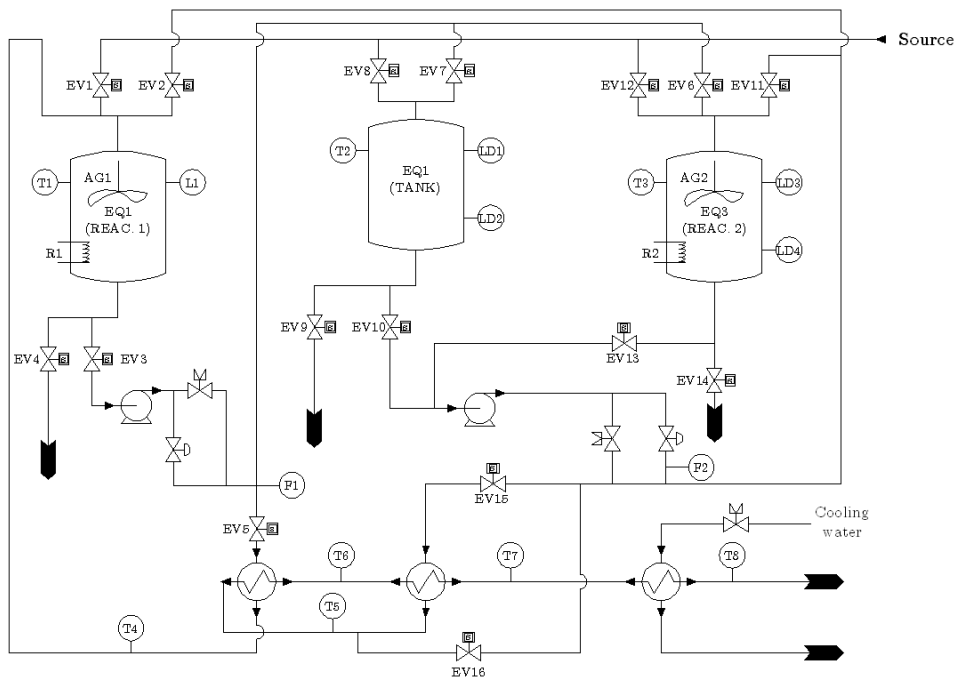 Source
EV1
EV2
EV8
EV7
EV12
EV6
EV11
T1
AG1
L1
EQ1
(REAC. 1)
R1
T2
LD1
EQ1
(TANK)
LD2
T3
AG2
LD3
EQ3
(REAC. 2)
R2
LD4
EV4
EV3
EV9
EV10
EV13
EV14
F1
F2
EV15
EV5
Cooling
water
T6
T7
T8
T5
T4
EV16